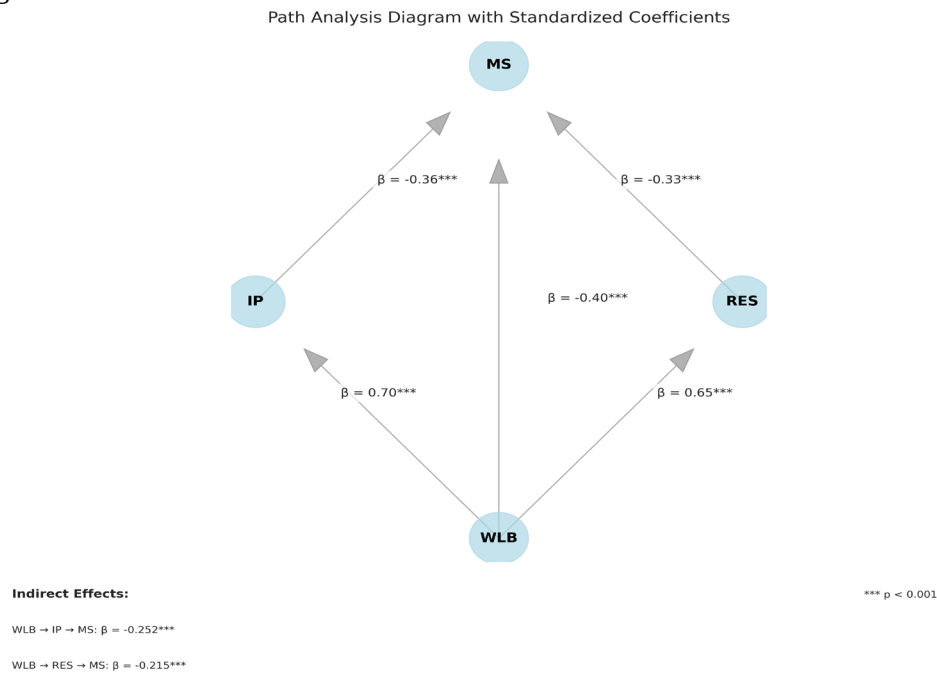 Path Analysis Diagram with Standardized Coefficients
MS
β = -0.36***
β = -0.33***
β = -0.40***
IP
RES
β = 0.70***
β = 0.65***
WLB
Indirect Effects:
*** p < 0.001
WLB → IP → MS: β = -0.252***
WLB → RES → MS: β = -0.215***